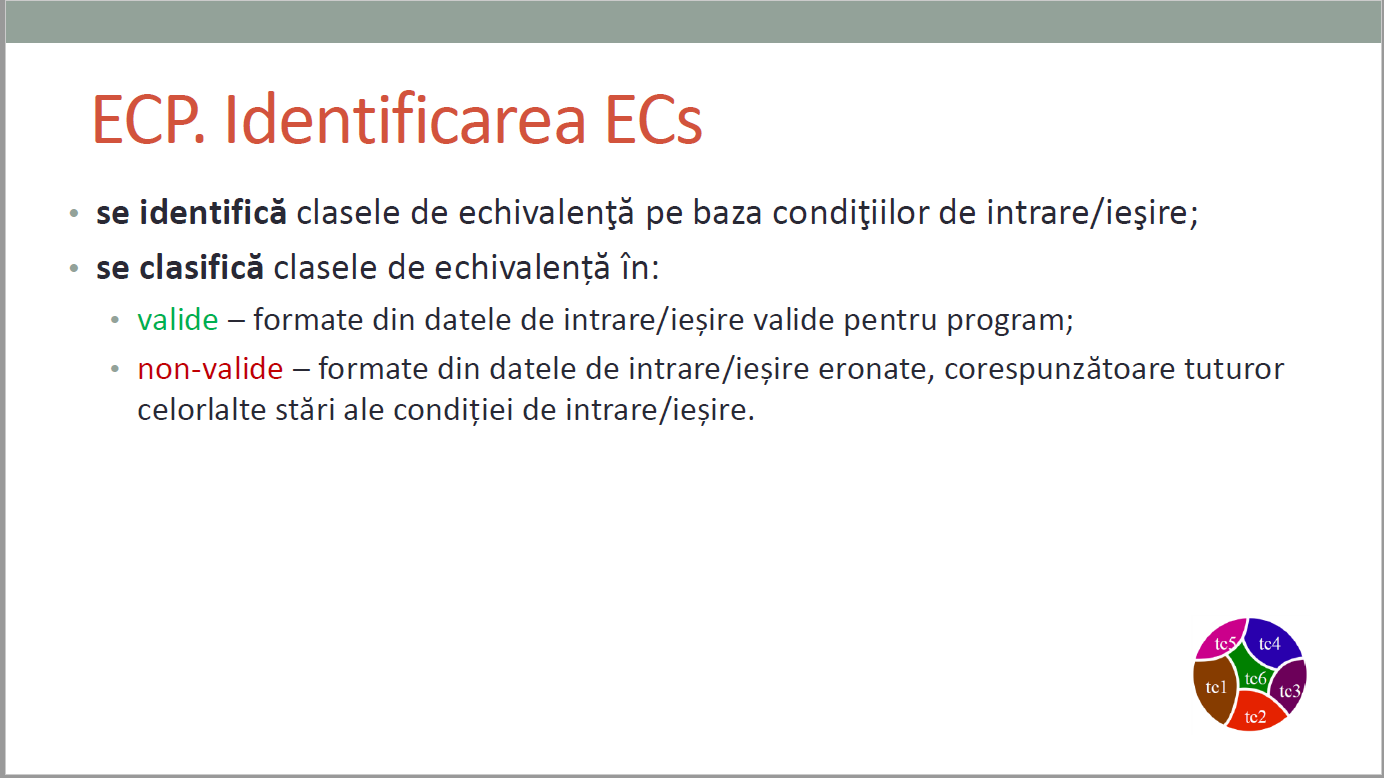 ECP. Identificarea ECs
• se identifică clasele de echivalenţă pe baza condiţiilor de intrare/ieşire;
• se clasifică clasele de echivalență în:
• valide – formate din datele de intrare/ieșire valide pentru program;
• non-valide – formate din datele de intrare/ieșire eronate, corespunzătoare tuturor
celorlalte stări ale condiției de intrare/ieșire.
tc5 tc4
tc6
tc1 tc3
tc2